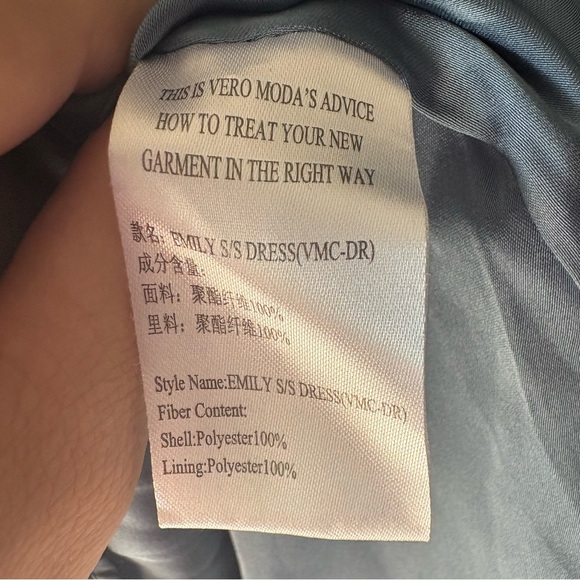 THIS IS VERO MODA'S ADVICE
HOW TO TREAT YOUR NEW
GARMENT IN THE RIGHT WAY
款名: EMILY S/S DRESS(VMC-DR)
成分含量:
面料: 聚酯纤维100%
里料: 聚酯纤维100%
Style Name:EMILY S/S DRESS(VMC-DR)
Fiber Content:
Shell:Polyester100%
Lining:Polyester100%